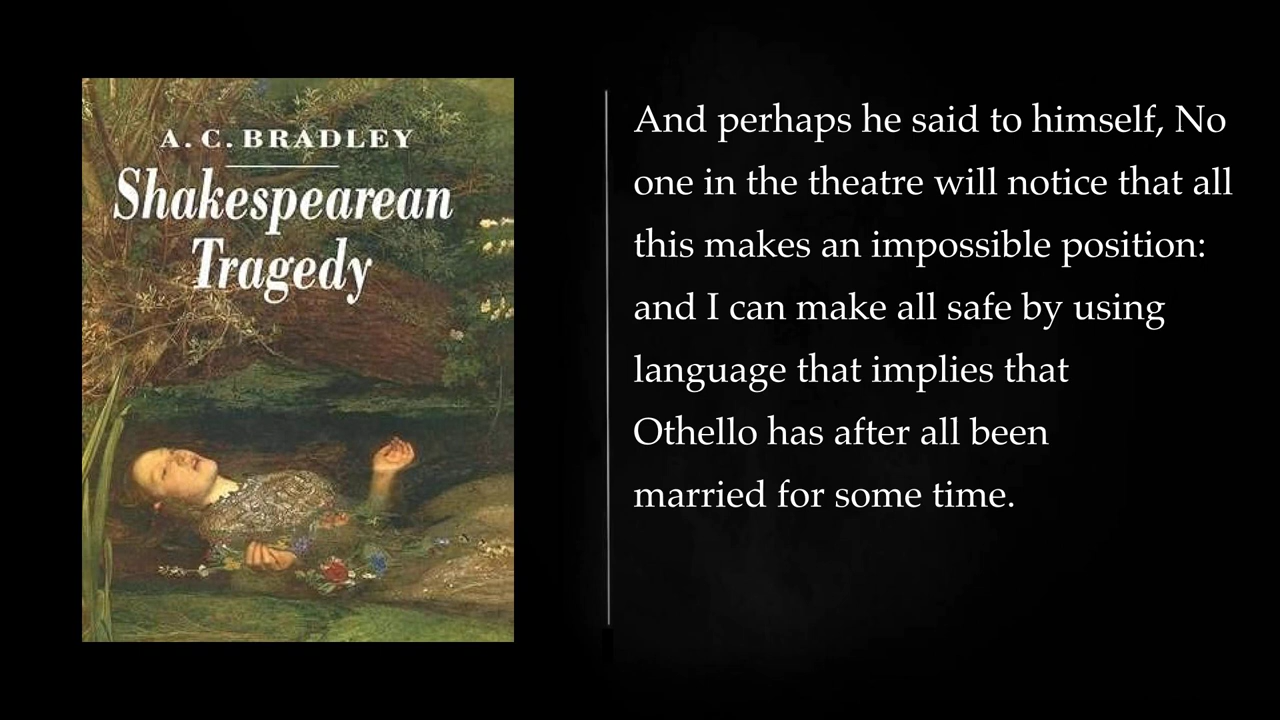 A. C. BRADLEY
Shakespearean
Tragedy
And perhaps he said to himself, No
one in the theatre will notice that all
this makes an impossible position:
and I can make all safe by using
language that implies that
Othello has after all been
married for some time.